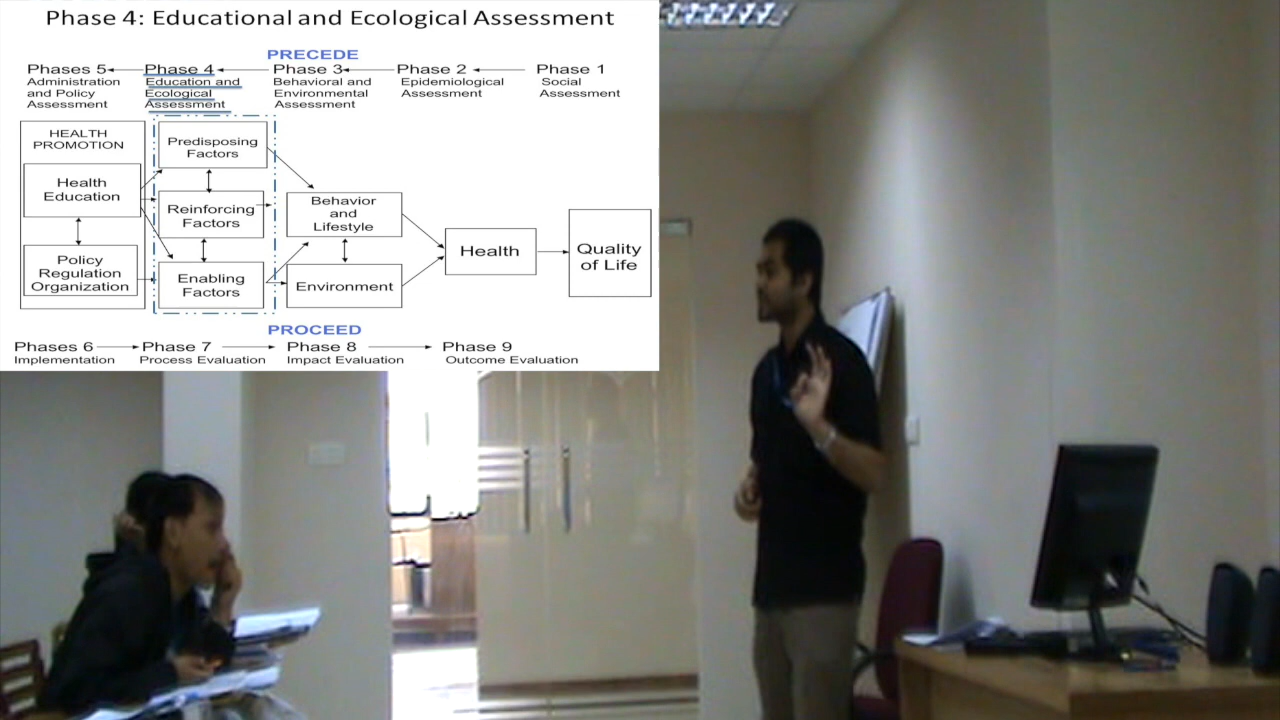 Phase 4: Educational and Ecological Assessment
PRECEDE
Phases 5
Administration
and Policy
Assessment
Phase 4
Education and
Ecological
Assessment
Phase 3
Behavioral and
Environmental
Assessment
Phase 2
Epidemiological
Assessment
Phase 1
Social
Assessment
HEALTH
PROMOTION
Health
Education
Policy
Regulation
Organization
Predisposing
Factors
Reinforcing
Factors
Enabling
Factors
Behavior
and
Lifestyle
Environment
Health
Quality
of Life
PROCEED
Phases 6
Implementation
Phase 7
Process Evaluation
Phase 8
Impact Evaluation
Phase 9
Outcome Evaluation